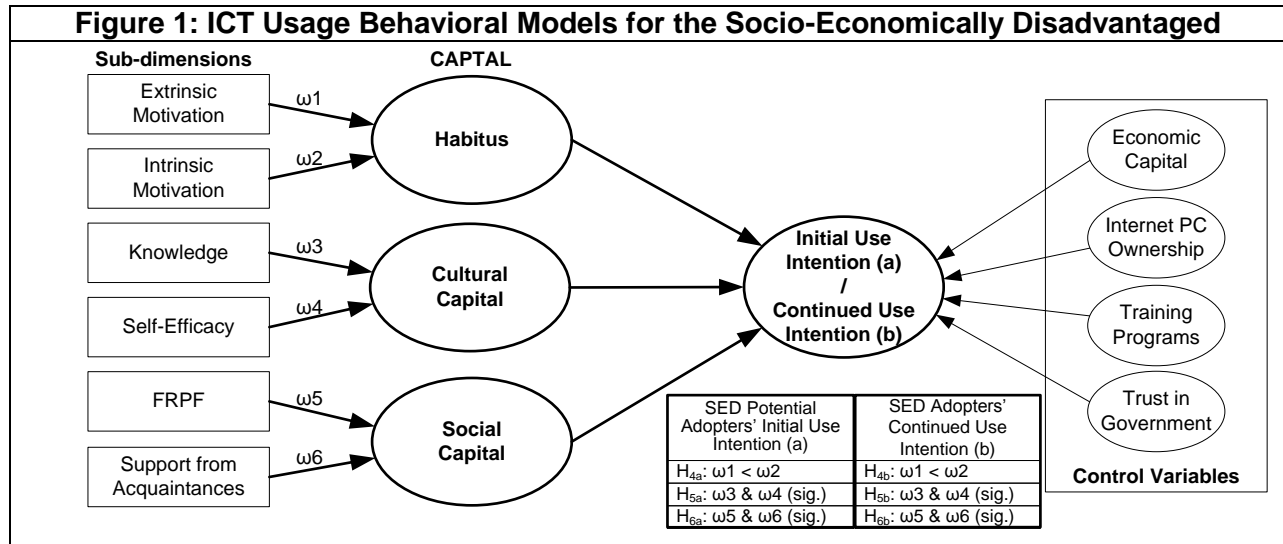 Figure 1: ICT Usage Behavioral Models for the Socio-Economically Disadvantaged
Sub-dimensions
CAPTAL
Extrinsic
Motivation
ω1
Intrinsic
Motivation
ω2
Habitus
Knowledge
ω3
Self-Efficacy
ω4
Cultural
Capital
FRPF
ω5
Support from
Acquaintances
ω6
Social
Capital
Initial Use
Intention (a)
/
Continued Use
Intention (b)
Economic
Capital
Internet PC
Ownership
Training
Programs
Trust in
Government
Control Variables
SED Potential
Adopters' Initial Use
Intention (a)
SED Adopters'
Continued Use
Intention (b)
H4a: ω1 < ω2
H4b: ω1 < ω2
H5a: ω3 & ω4 (sig.)
H5b: ω3 & ω4 (sig.)
H6a: ω5 & ω6 (sig.)
H6b: ω5 & ω6 (sig.)